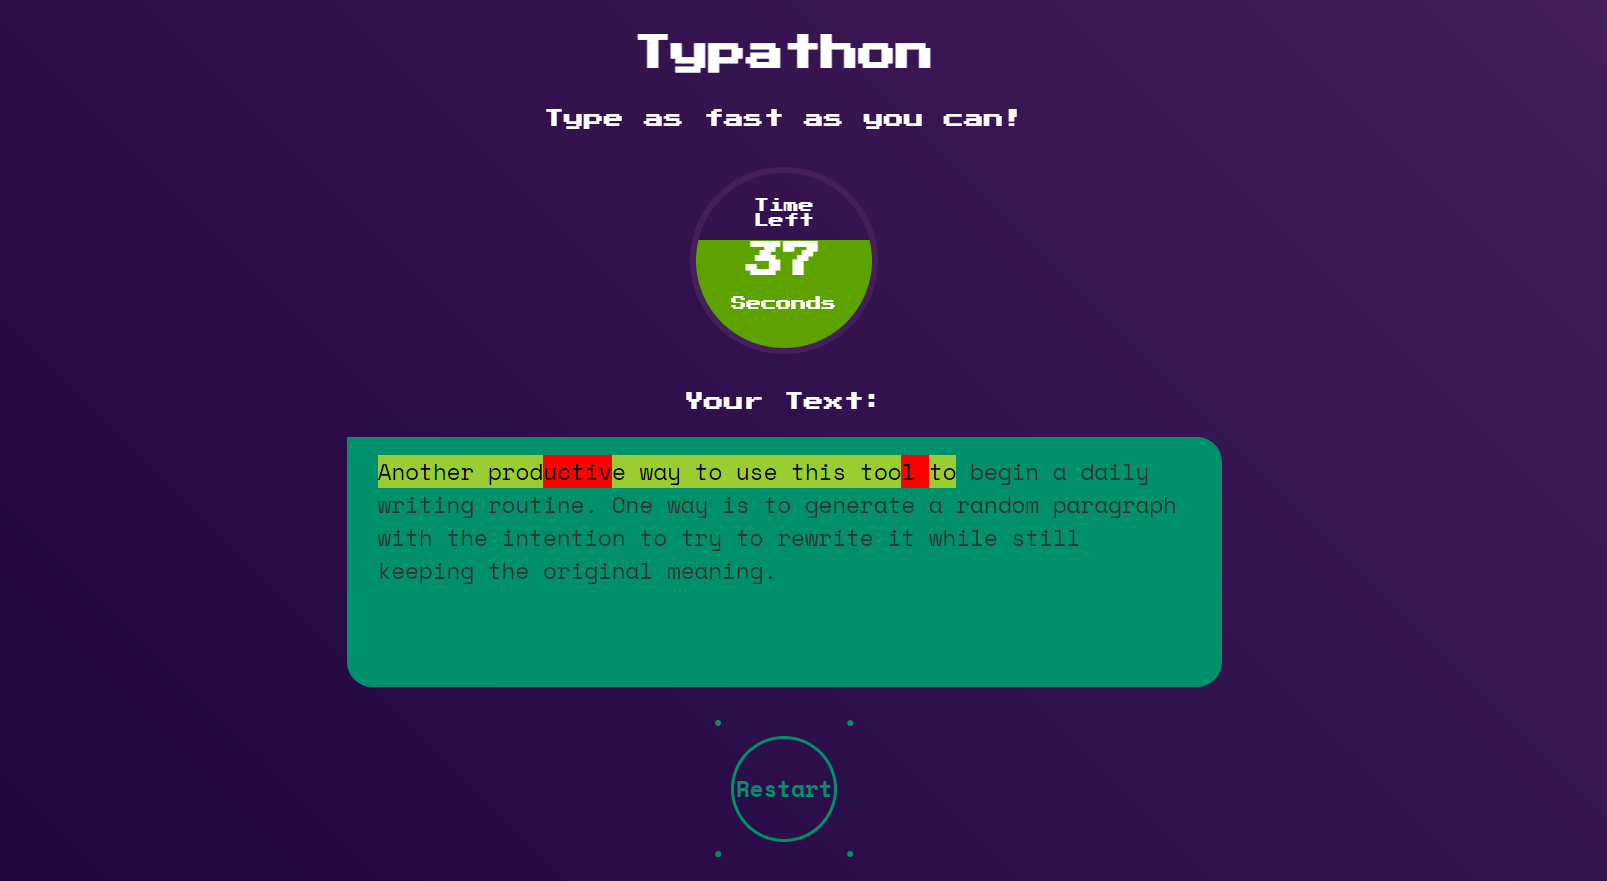 Typathon
Type as fast as you can!
Time
Left
37
Seconds
Your Text:
Another productive way to use this tool to begin a daily
writing routine. One way is to generate a random paragraph
with the intention to try to rewrite it while still
keeping the original meaning.
Restart